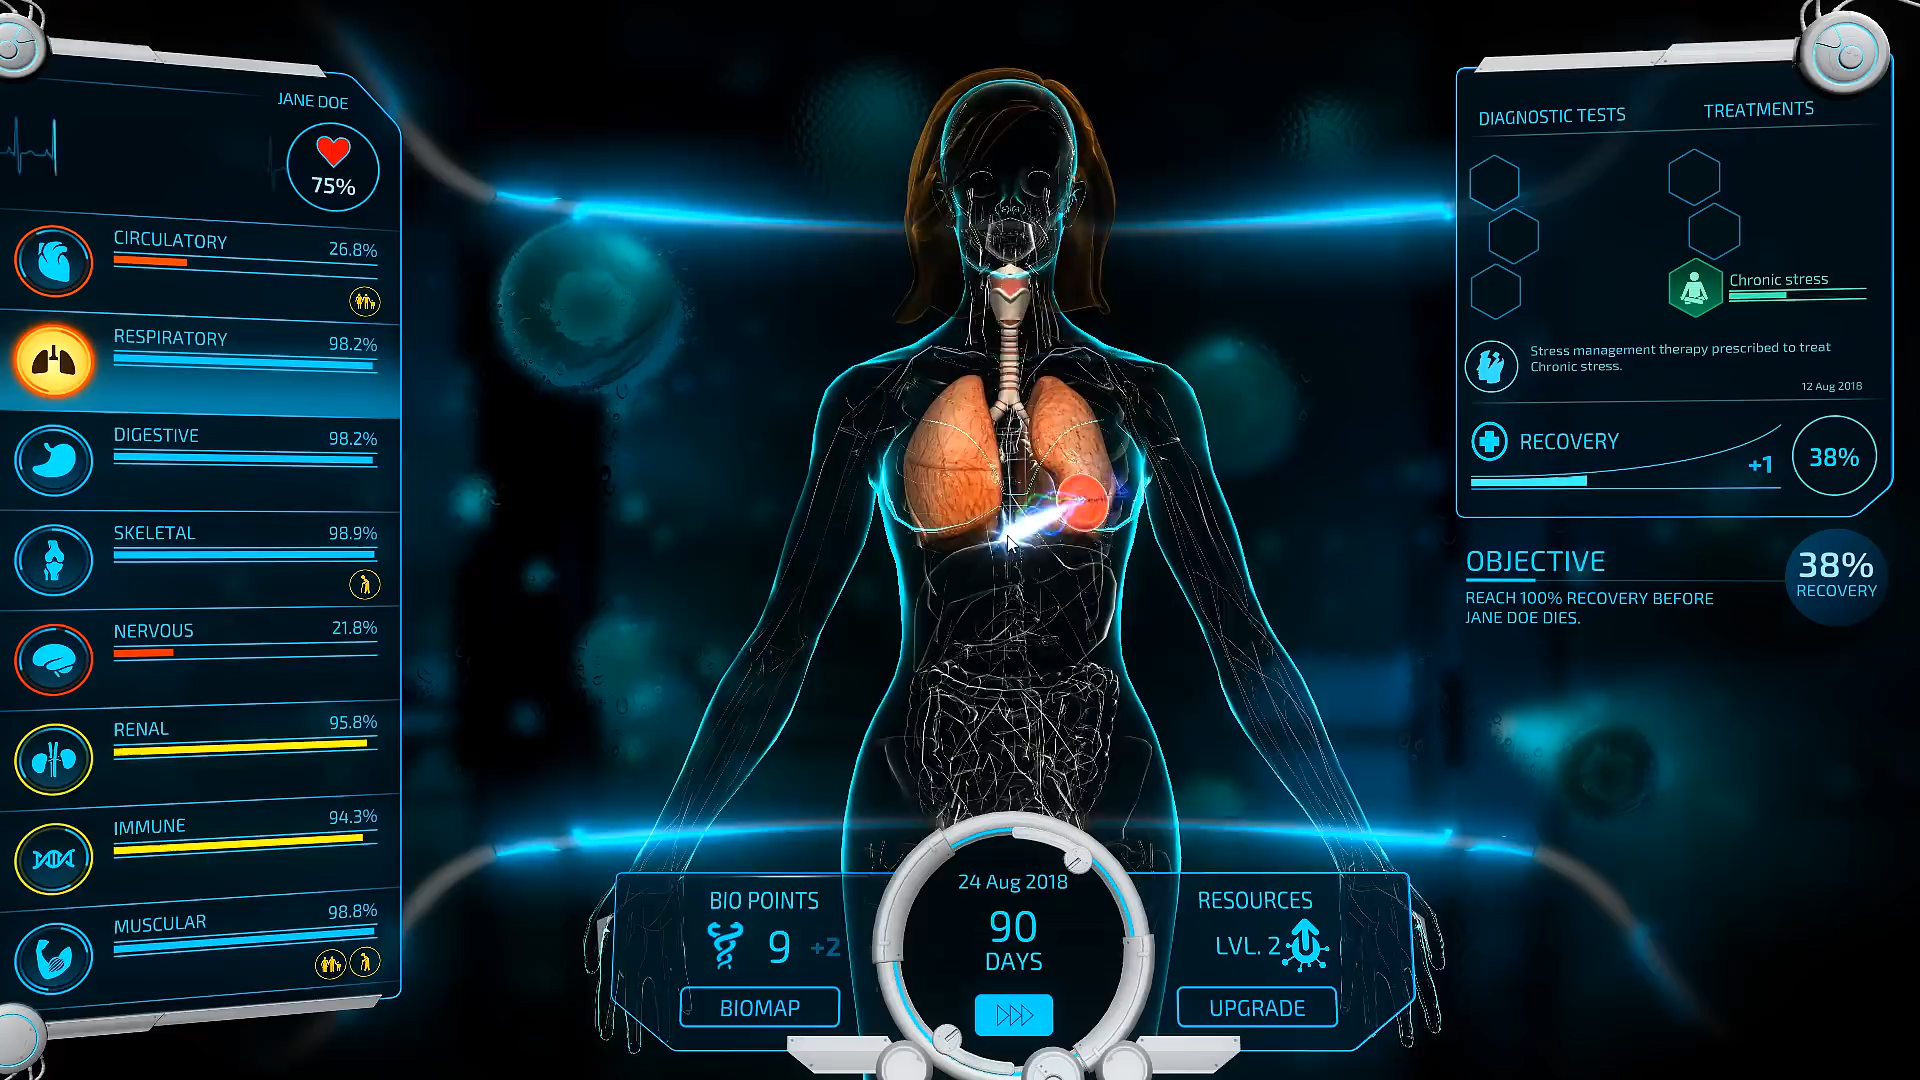 JANE DOE
75%
CIRCULATORY 26.8%
RESPIRATORY 98.2%
DIGESTIVE 98.2%
SKELETAL 98.9%
NERVOUS 21.8%
RENAL 95.8%
IMMUNE 94.3%
MUSCULAR 98.8%
DIAGNOSTIC TESTS TREATMENTS
Chronic stress
Stress management therapy prescribed to treat
Chronic stress.
12 Aug 2018
RECOVERY
+1
38%
OBJECTIVE
REACH 100% RECOVERY BEFORE
JANE DOE DIES.
38%
RECOVERY
BIO POINTS
9 +2
BIOMAP
24 Aug 2018
90
DAYS
RESOURCES
LVL. 2
UPGRADE